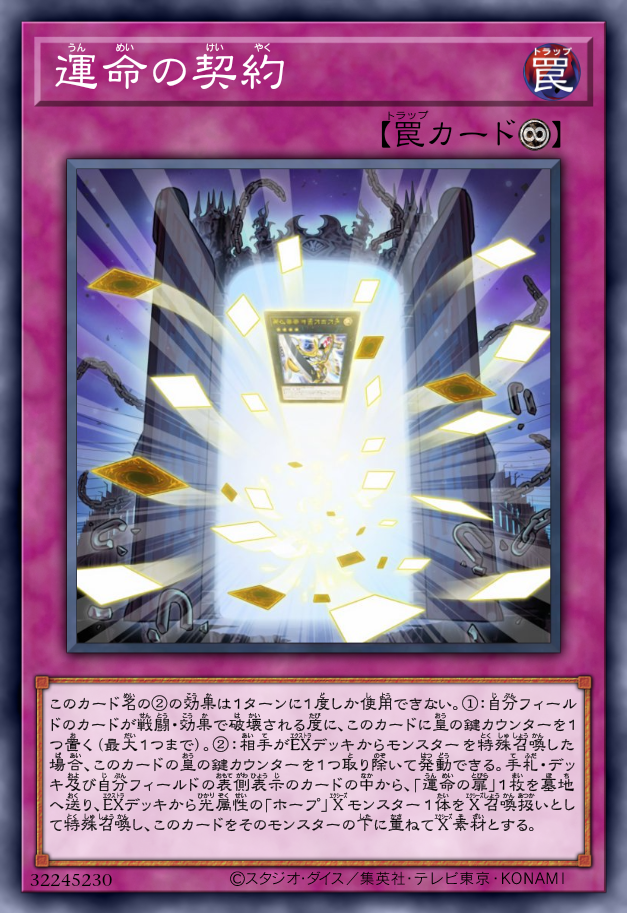 運命の契約
罠
【罠カード】
このカード名の②の効果は1ターンに1度しか使用できない。①:自分フィール
ドのカードが戦闘・効果で破壊される度に、このカードに皇の鍵カウンターを1
つ置く(最大1つまで)。②:相手がEXデッキからモンスターを特殊召喚した
場合、このカードの皇の鍵カウンターを1つ取り除いて発動できる。手札・デッ
キ及び自分フィールドの表側表示のカードの中から、「運命の扉」1枚を墓地
へ送り、EXデッキから光属性の「ホープ」Xモンスター1体をX召喚扱いとし
て特殊召喚し、このカードをそのモンスターの下に重ねてX素材とする。
32245230 ©スタジオ・ダイス/集英社・テレビ東京・KONAMI